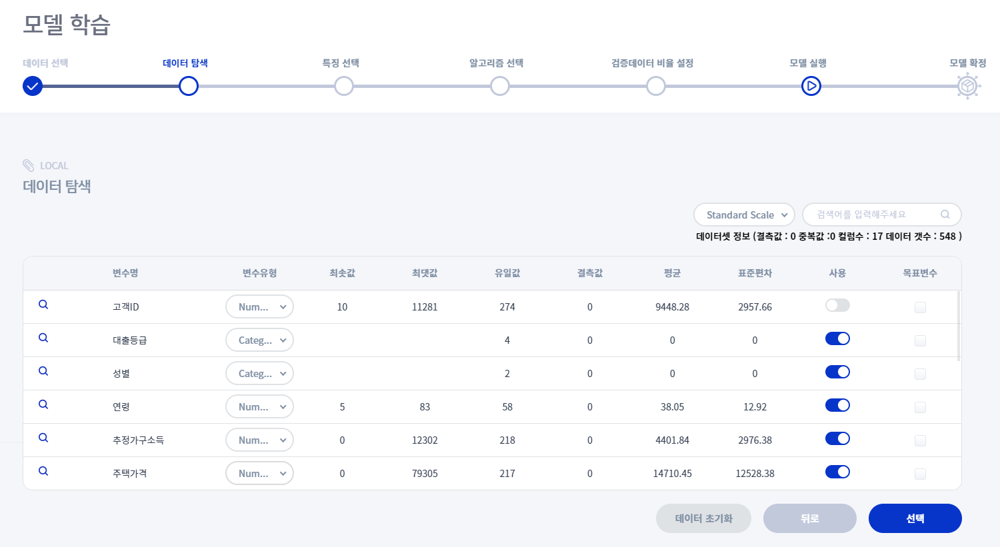 모델 학습
데이터 선택 데이터 탐색 특징 선택 알고리즘 선택 검증데이터 비율 설정 모델 실행 모델 확정
LOCAL
데이터 탐색
Standard Scale 검색어를 입력해주세요
데이터셋 정보 (결측값 : 0 중복값 :0 컬럼수 : 17 데이터 갯수 : 548 )
변수명 변수유형 최솟값 최댓값 유일값 결측값 평균 표준편차 사용 목표변수
고객ID Num... 10 11281 274 0 9448.28 2957.66
대출등급 Categ... 4 0 0 0
성별 Categ... 2 0 0 0
연령 Num... 5 83 58 0 38.05 12.92
추정가구소득 Num... 0 12302 218 0 4401.84 2976.38
주택가격 Num... 0 79305 217 0 14710.45 12528.38
데이터 초기화 뒤로 선택